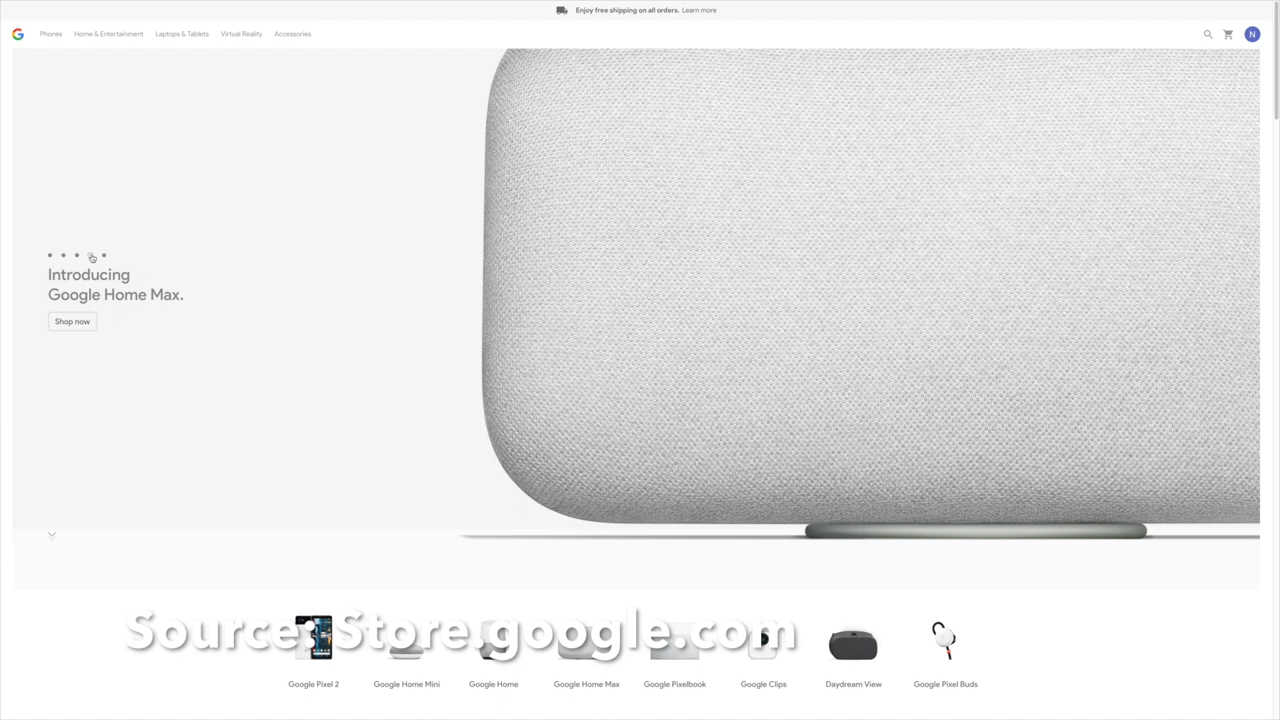 Enjoy free shipping on all orders. Learn more
Phones Home & Entertainment Laptops & Tablets Virtual Reality Accessories
N
Introducing
Google Home Max.
Shop now
Source: Store.google.com
Google Pixel 2 Google Home Mini Google Home Google Home Max Google Pixelbook Google Clips Daydream View Google Pixel Buds